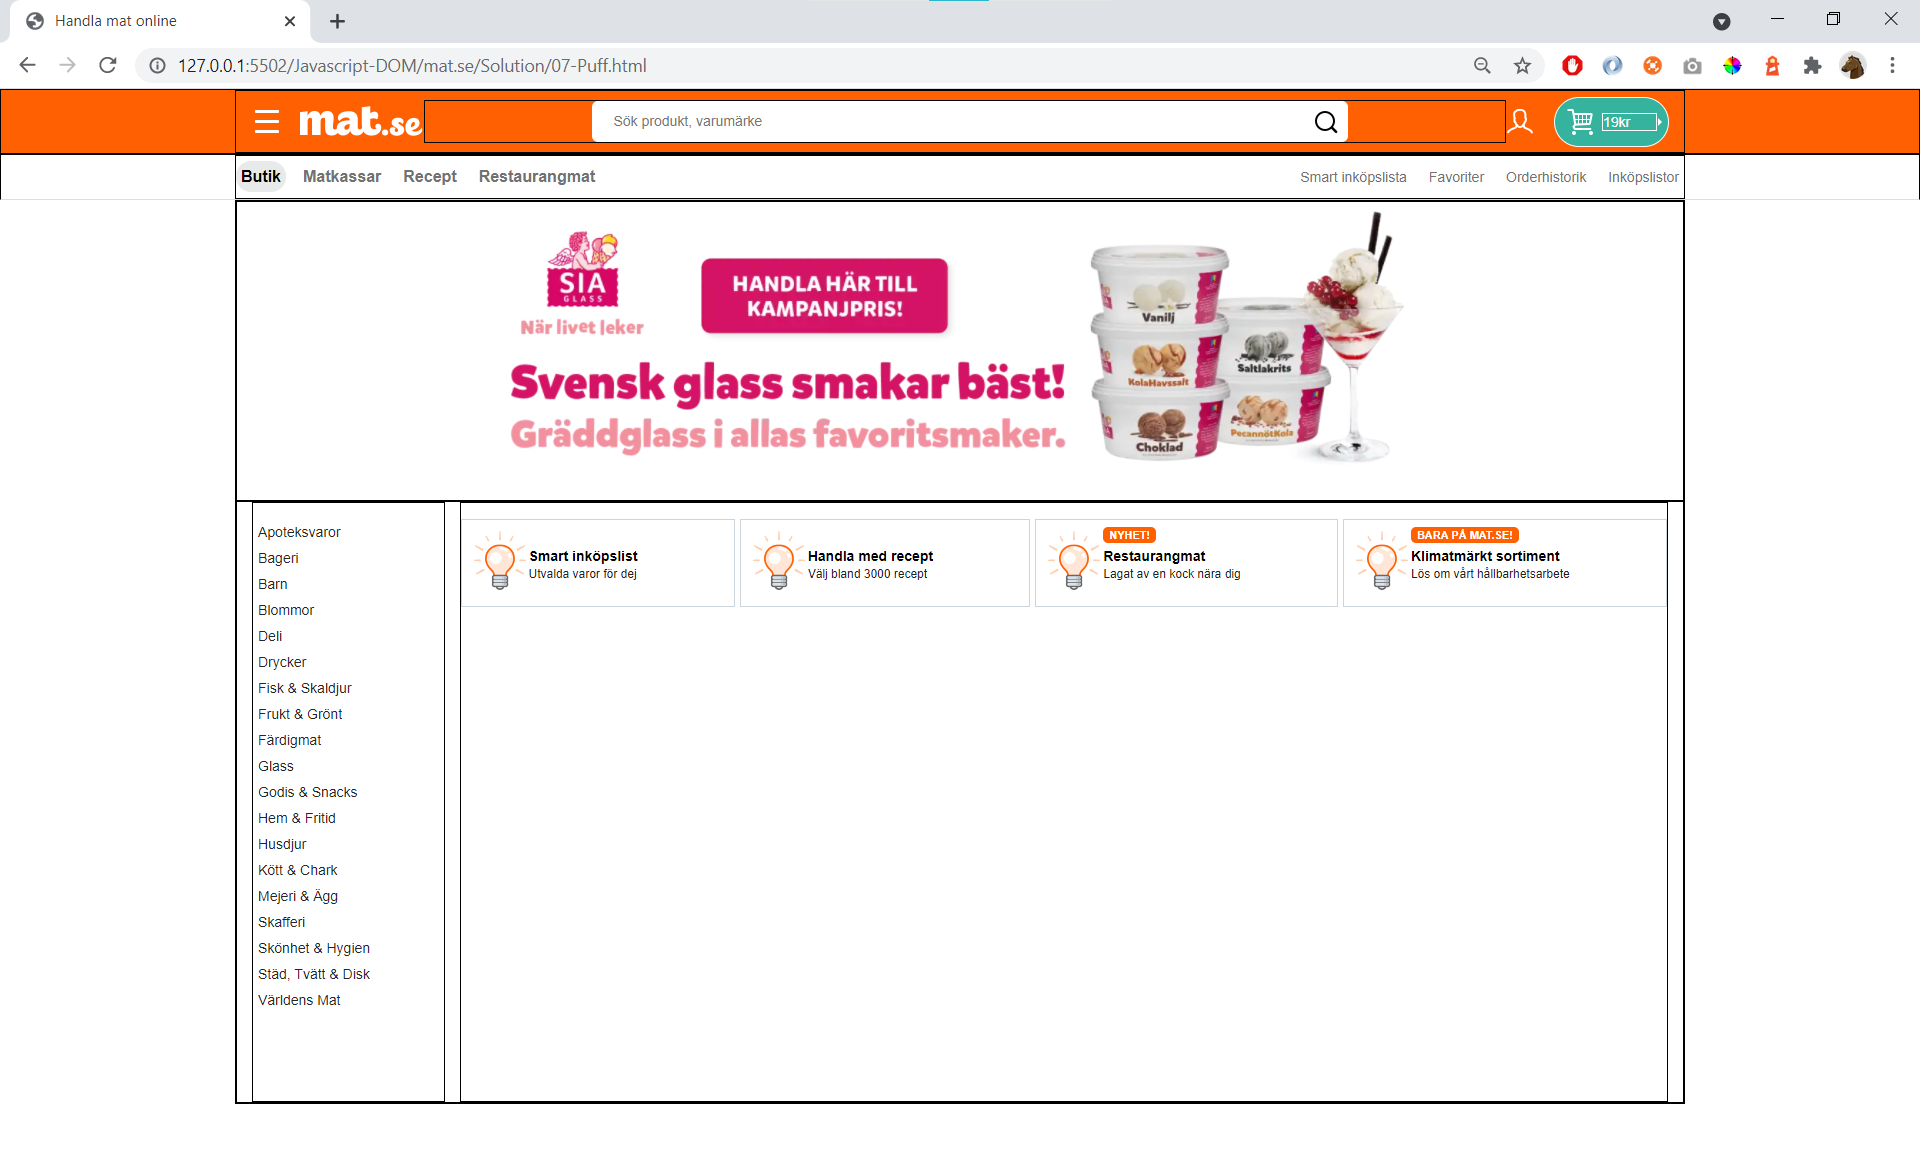 Handla mat online
127.0.0.1:5502/Javascript-DOM/mat.se/Solution/07-Puff.html
mat.se
Sök produkt, varumärke
19kr
Butik Matkassar Recept Restaurangmat
Smart inköpslista Favoriter Orderhistorik Inköpslistor
SIA
GLASS
När livet leker
HANDLA HÄR TILL
KAMPANJPRIS!
Svensk glass smakar bäst!
Gräddglass i allas favoritsmaker.
Vanilj
KolaHavssalt
Saltlakrits
Choklad
PecannötKola
Apoteksvaror
Bageri
Barn
Blommor
Deli
Drycker
Fisk & Skaldjur
Frukt & Grönt
Färdigmat
Glass
Godis & Snacks
Hem & Fritid
Husdjur
Kött & Chark
Mejeri & Ägg
Skafferi
Skönhet & Hygien
Städ, Tvätt & Disk
Världens Mat
Smart inköpslist
Utvalda varor för dej
Handla med recept
Välj bland 3000 recept
NYHET!
Restaurangmat
Lagat av en kock nära dig
BARA PÅ MAT.SE!
Klimatmärkt sortiment
Lös om vårt hållbarhetsarbete